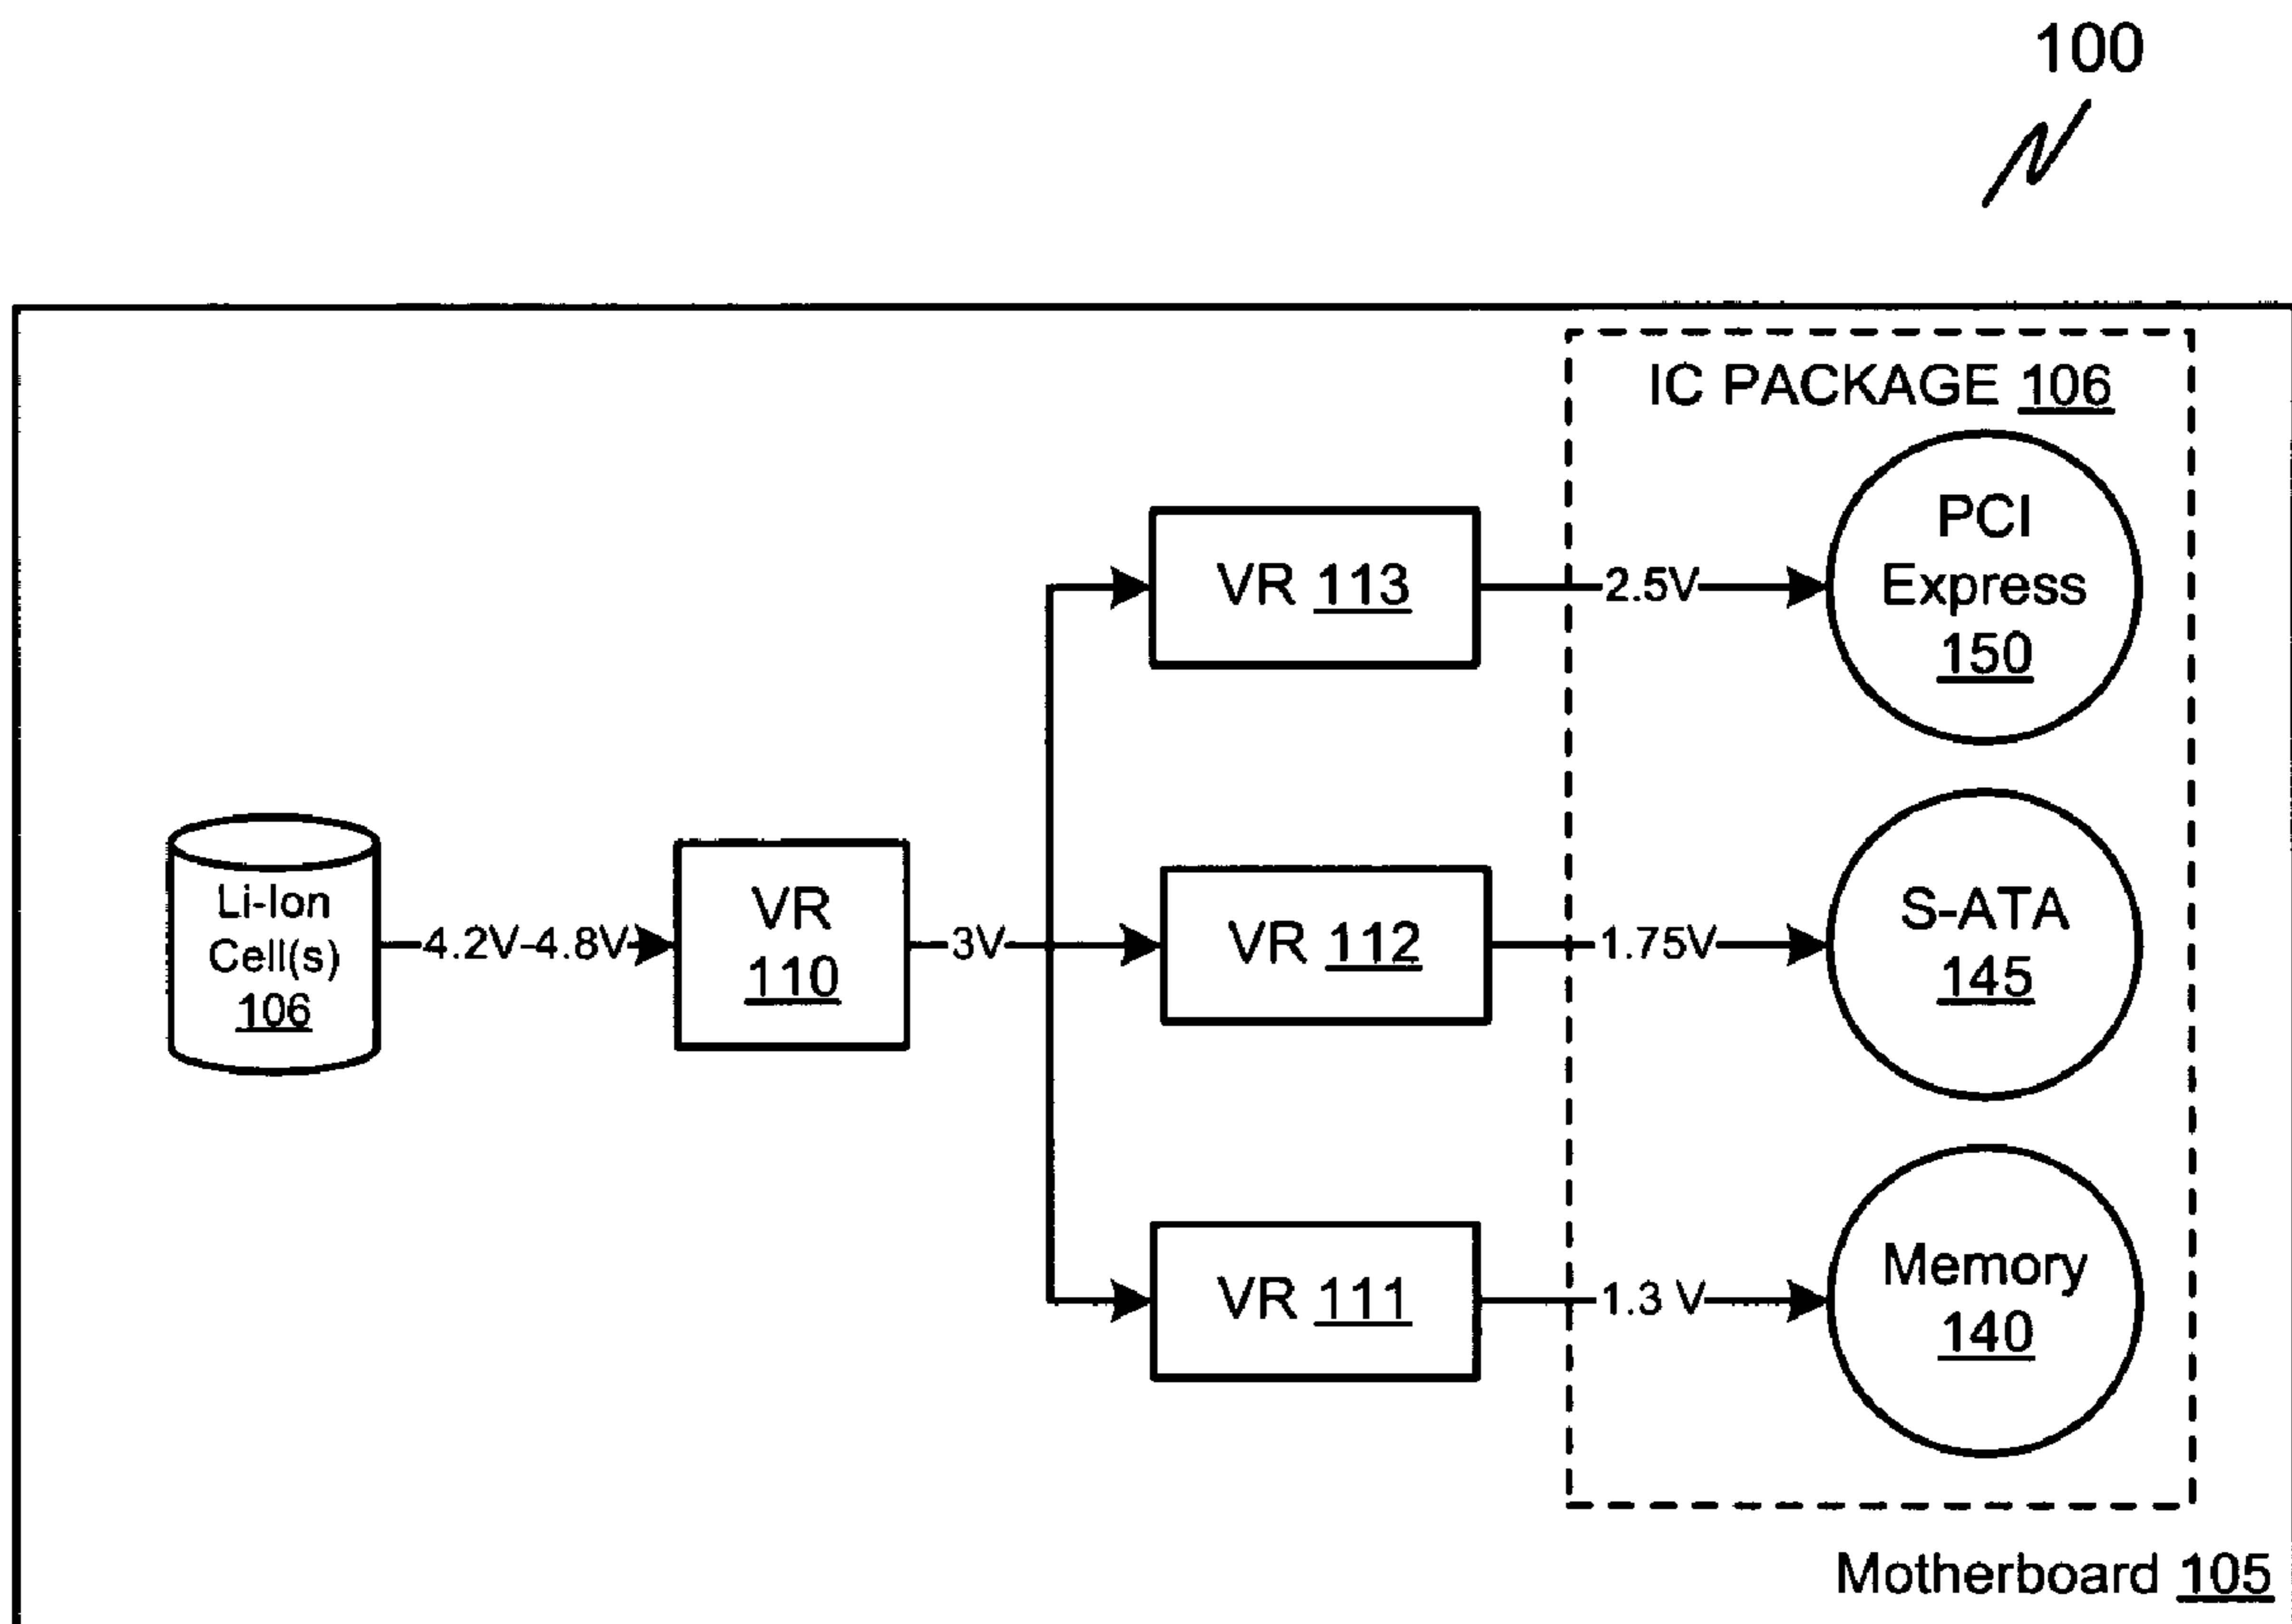 100
IC PACKAGE 106
PCI
Express
150
VR 113
2.5V
Li-Ion
Cell(s)
106
4.2V-4.8V
VR
110
3V
VR 112
1.75V
S-ATA
145
VR 111
1.3 V
Memory
140
Motherboard 105